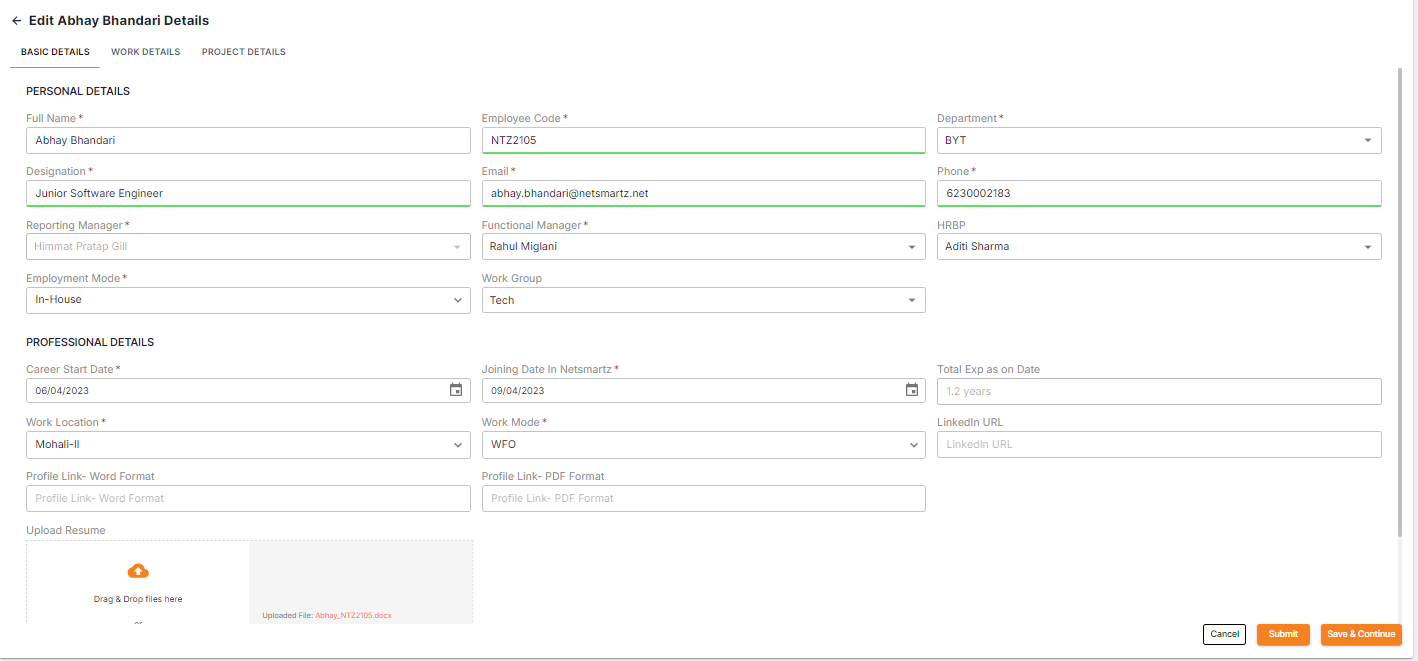 Edit Abhay Bhandari Details
BASIC DETAILS WORK DETAILS PROJECT DETAILS
PERSONAL DETAILS
Full Name * Employee Code * Department *
Abhay Bhandari NTZ2105 BYT
Designation * Email * Phone *
Junior Software Engineer abhay.bhandari@netsmartz.net 6230002183
Reporting Manager * Functional Manager * HRBP
Himmat Pratap Gill Rahul Miglani Aditi Sharma
Employment Mode * Work Group
In-House Tech
PROFESSIONAL DETAILS
Career Start Date * Joining Date In Netsmartz * Total Exp as on Date
06/04/2023 09/04/2023 1.2 years
Work Location * Work Mode * LinkedIn URL
Mohali-II WFO LinkedIn URL
Profile Link- Word Format Profile Link- PDF Format
Profile Link- Word Format Profile Link- PDF Format
Upload Resume
Drag & Drop files here
Uploaded File: Abhay_NTZ2105.docx
Cancel Submit Save & Continue